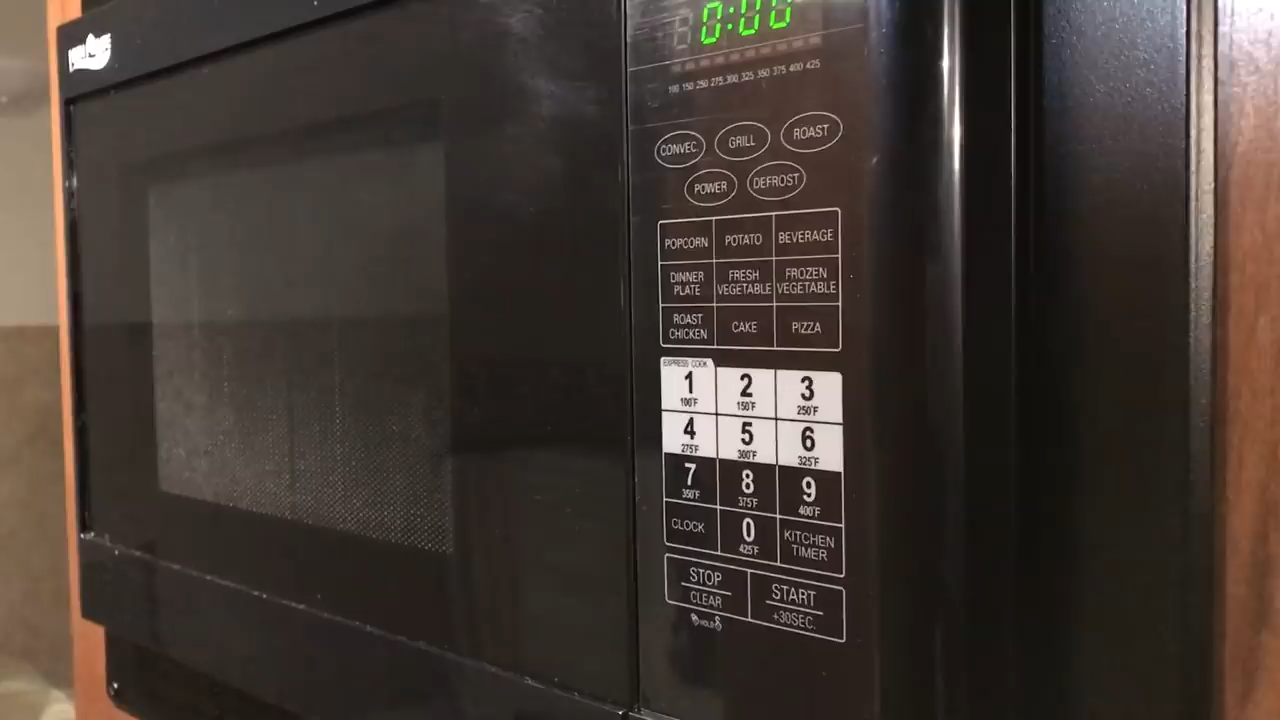 0:00
100 150 250 275 300 325 350 375 400 425
CONVEC. GRILL ROAST
POWER DEFROST
POPCORN POTATO BEVERAGE
DINNER PLATE FRESH VEGETABLE FROZEN VEGETABLE
ROAST CHICKEN CAKE PIZZA
EXPRESS COOK
1 2 3
100°F 150°F 250°F
4 5 6
275°F 300°F 325°F
7 8 9
350°F 375°F 400°F
CLOCK 0 KITCHEN TIMER
425°F
STOP START
CLEAR +30SEC.
HOLD